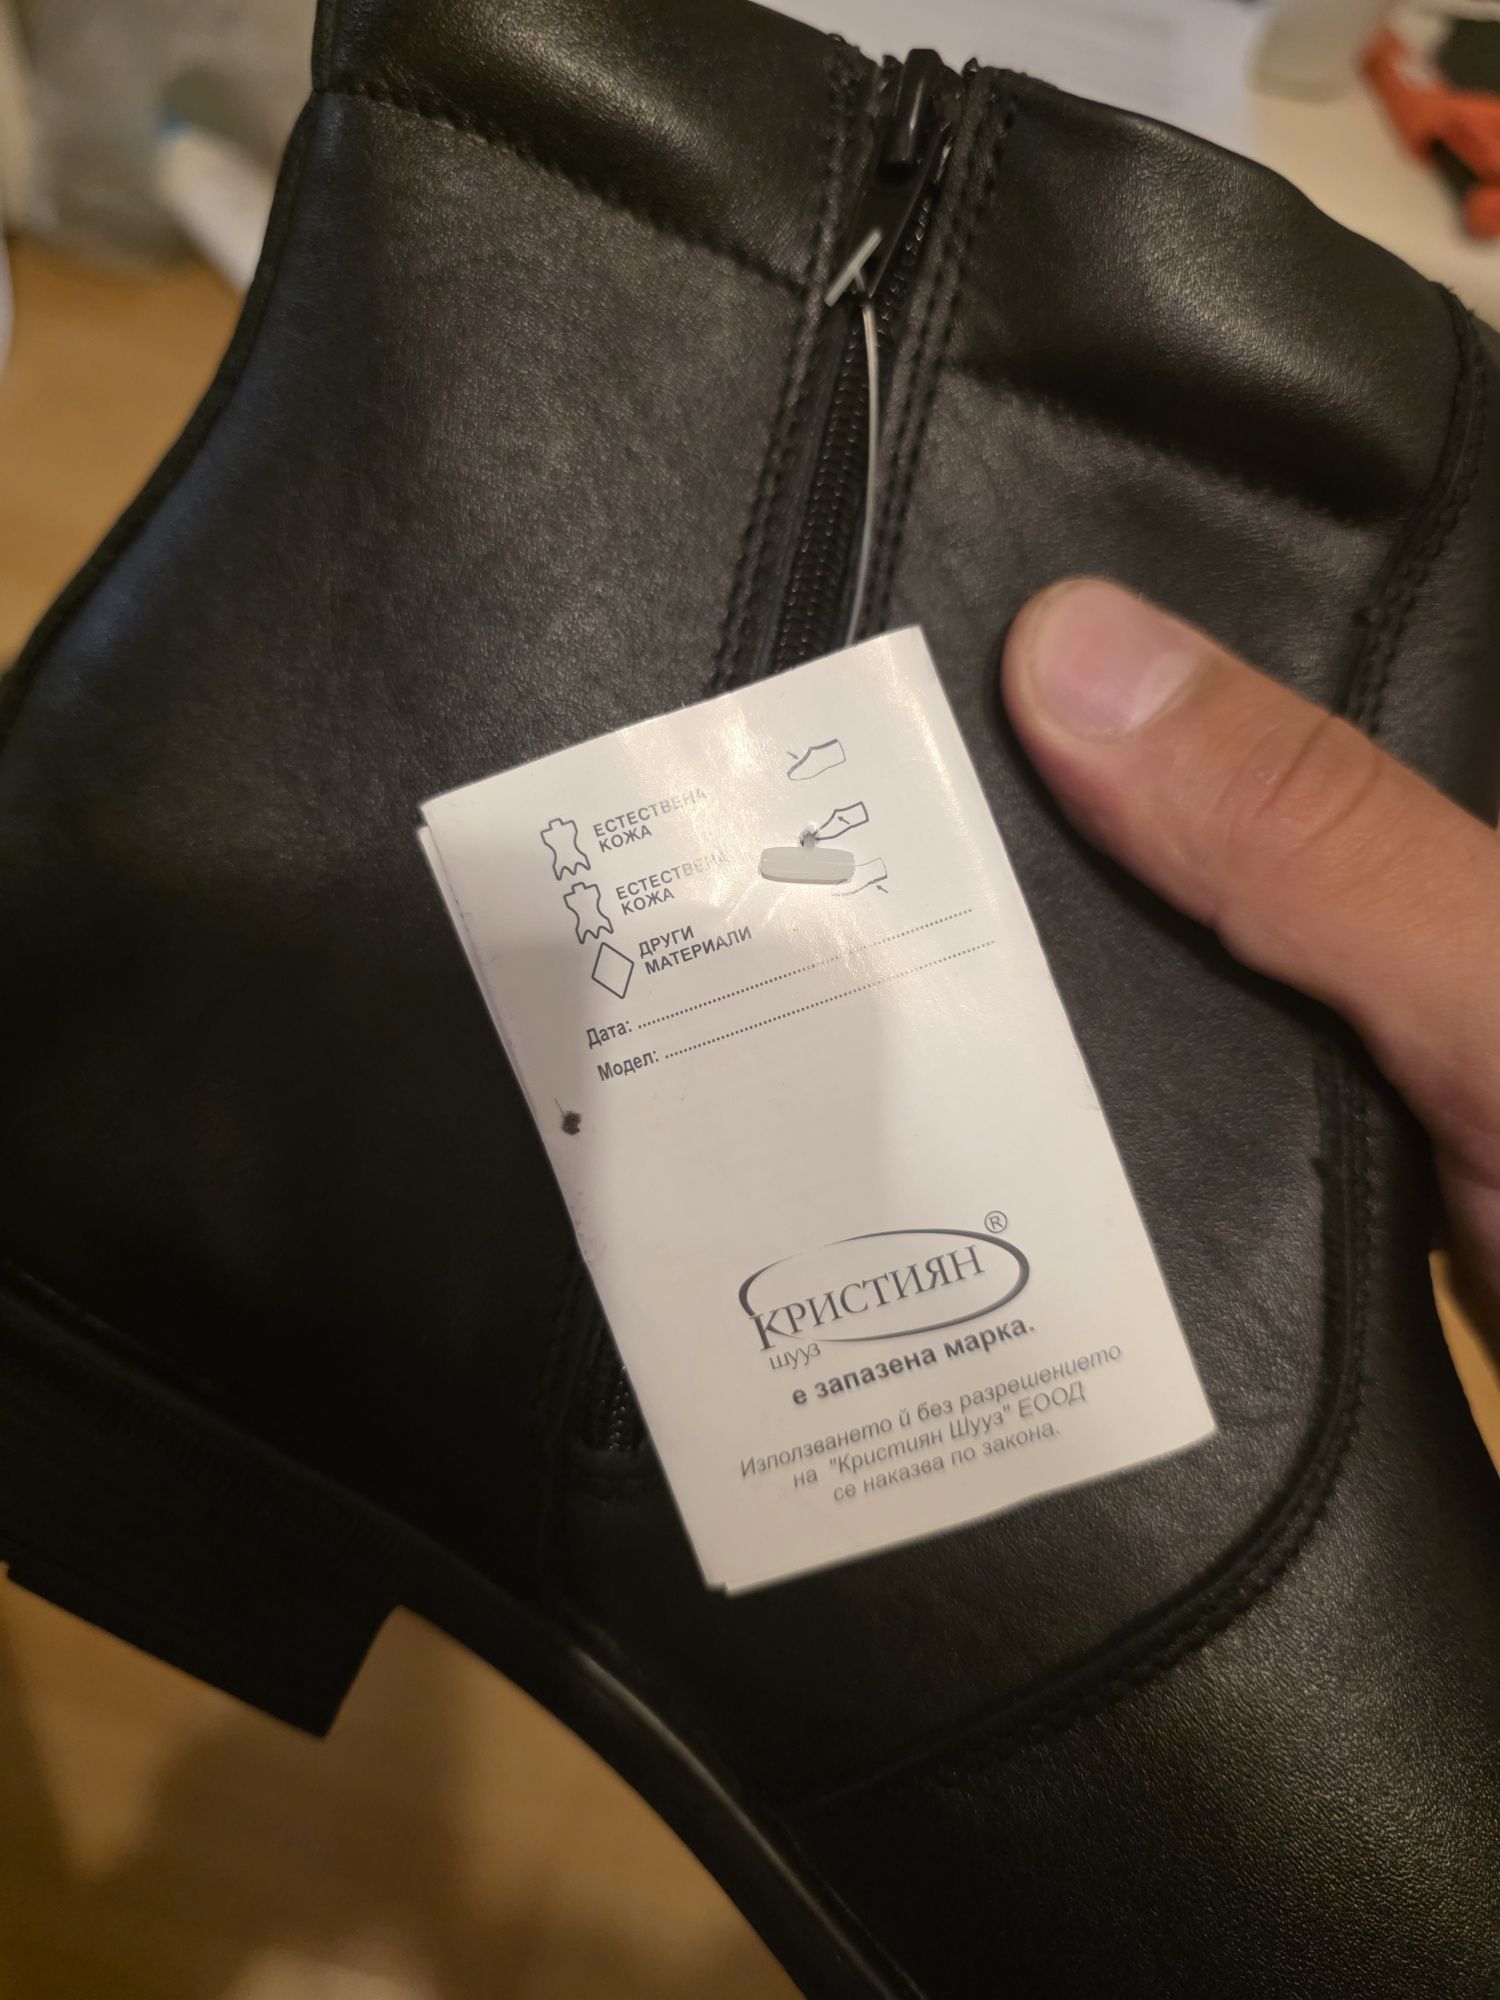 ЕСТЕСТВЕНА
КОЖА
ЕСТЕСТВЕНА
КОЖА
ДРУГИ
МАТЕРИАЛИ
Дата: ..........................................................
Модел: ..........................................................
КРИСТИЯН ®
шууз
е запазена марка.
Използването й без разрешението
на "Кристиян Шууз" ЕООД
се наказва по закона.